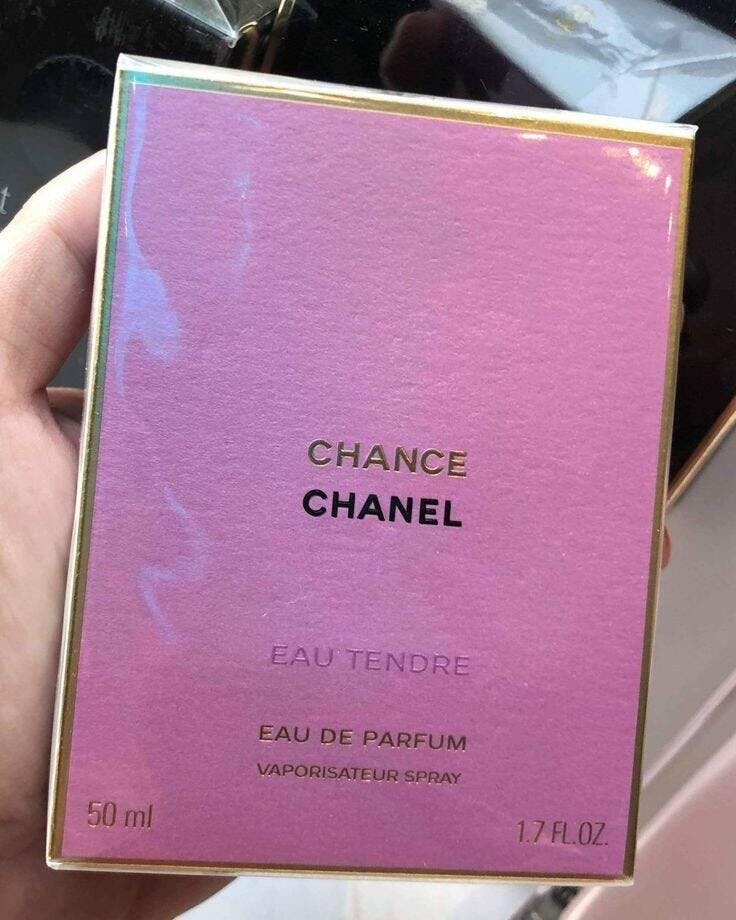 CHANCE
CHANEL
EAU TENDRE
EAU DE PARFUM
VAPORISATEUR SPRAY
50 ml
1.7 FL.OZ.